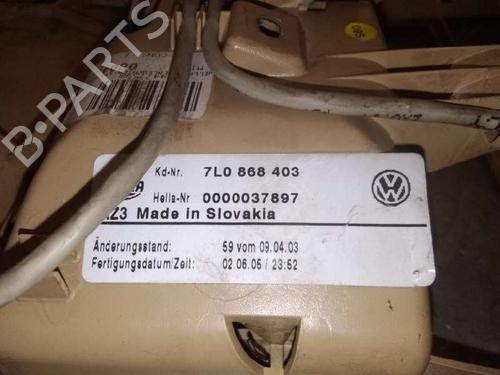 B-PARTS
Kd-Nr. 7L0 868 403
Hella-Nr 0000037897
Z3 Made in Slovakia
Änderungsstand: 59 vom 09.04.03
Fertigungsdatum/Zeit: 02.06.05 / 23:52